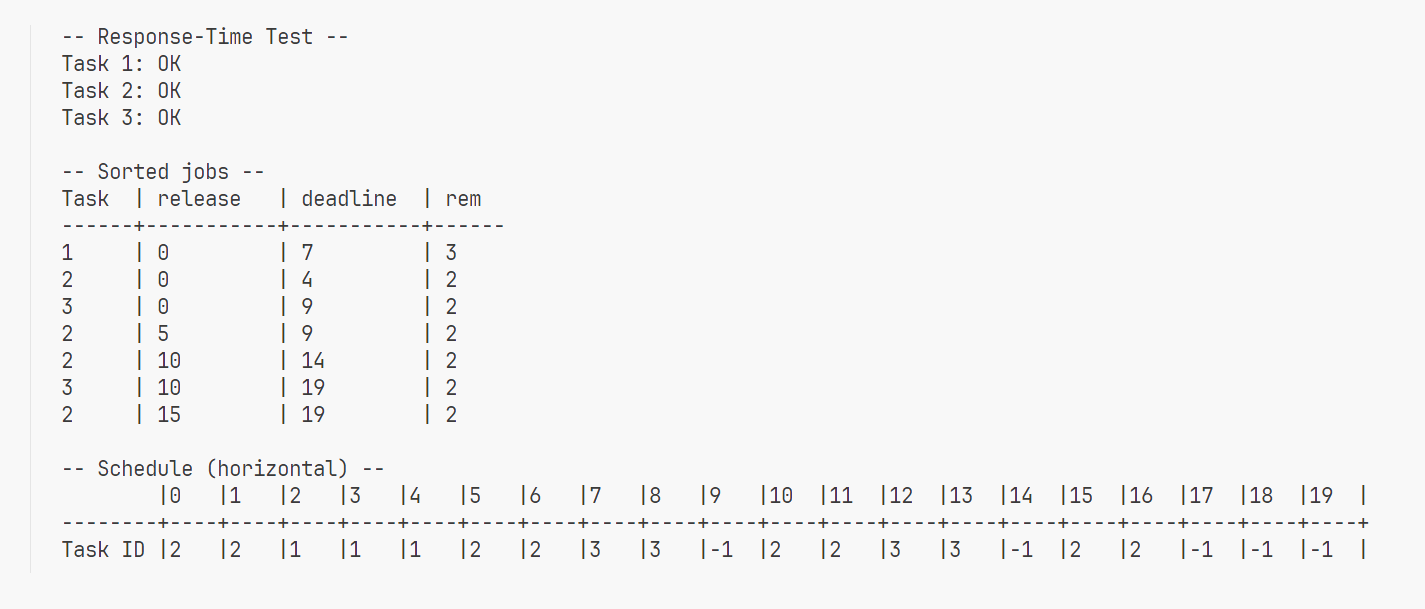 -- Response-Time Test --
Task 1: OK
Task 2: OK
Task 3: OK
-- Sorted jobs --
Task  | release   | deadline  | rem
------+-----------+-----------+------
1     | 0         | 7         | 3
2     | 0         | 4         | 2
3     | 0         | 9         | 2
2     | 5         | 9         | 2
2     | 10        | 14        | 2
3     | 10        | 19        | 2
2     | 15        | 19        | 2
-- Schedule (horizontal) --
        |0   |1   |2   |3   |4   |5   |6   |7   |8   |9   |10  |11  |12  |13  |14  |15  |16  |17  |18  |19  |
--------+----+----+----+----+----+----+----+----+----+----+----+----+----+----+----+----+----+----+----+----+
Task ID |2   |2   |1   |1   |1   |2   |2   |3   |3   |-1  |2   |2   |3   |3   |-1  |2   |2   |-1  |-1  |-1  |